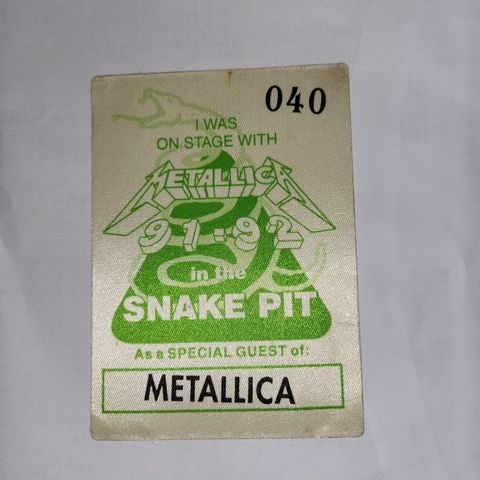 040
I WAS
ON STAGE WITH
METALLICA
91-92
in the
SNAKE PIT
As a SPECIAL GUEST of:
METALLICA